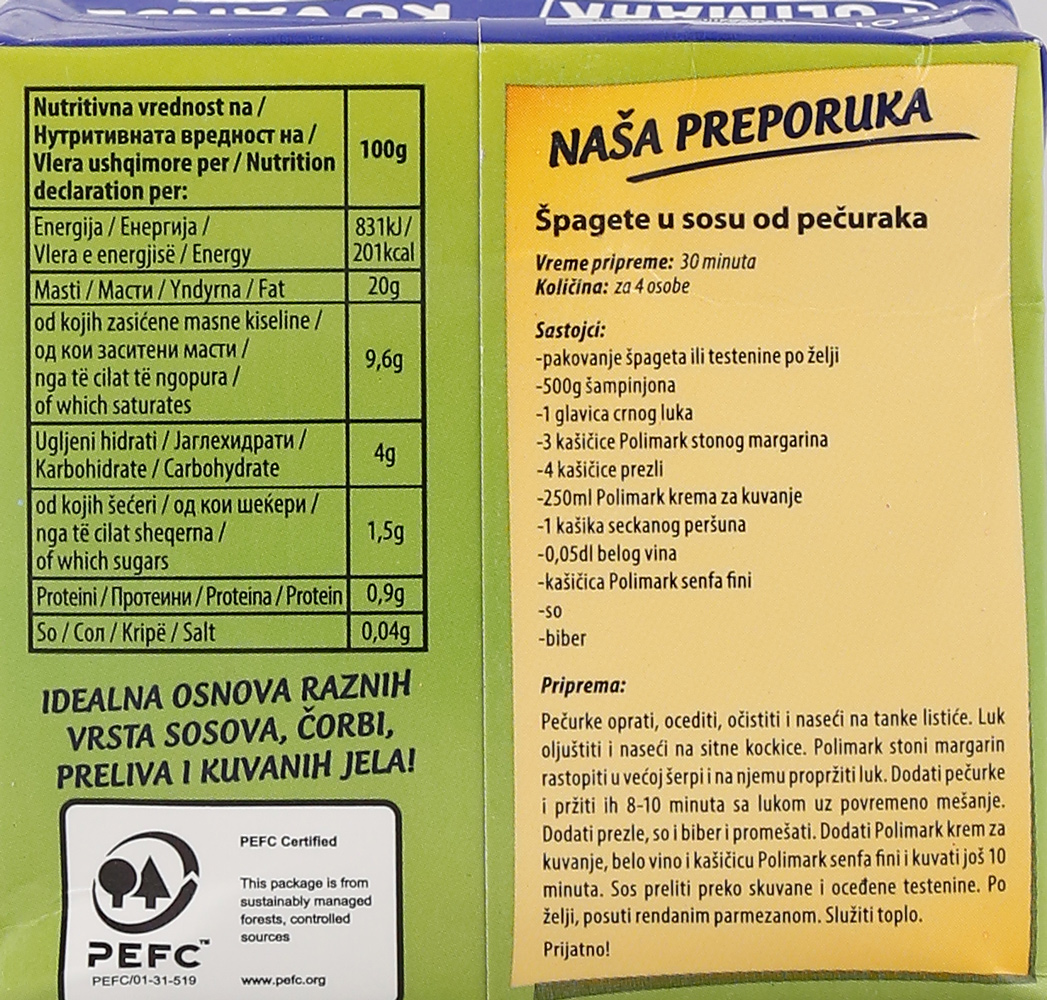 Nutritivna vrednost na /
Нутритивната вредност на /
Vlera ushqimore per / Nutrition
declaration per:
100g
Energija / Енергија /
Vlera e energjisë / Energy
831kJ/
201kcal
Masti / Масти / Yndyrna / Fat
20g
od kojih zasićene masne kiseline /
од кои заситени масти /
nga të cilat të ngopura /
of which saturates
9,6g
Ugljeni hidrati / Јаглехидрати /
Karbohidrate / Carbohydrate
4g
od kojih šećeri / од кои шеќери /
nga të cilat sheqerna /
of which sugars
1,5g
Proteini / Протеини / Proteina / Protein
0,9g
So / Сол / Kripë / Salt
0,04g
IDEALNA OSNOVA RAZNIH
VRSTA SOSOVA, ČORBI,
PRELIVA I KUVANIH JELA!
PEFC Certified
This package is from
sustainably managed
forests, controlled
sources
www.pefc.org
PEFC™
PEFC/01-31-519
NAŠA PREPORUKA
Špagete u sosu od pečuraka
Vreme pripreme: 30 minuta
Količina: za 4 osobe
Sastojci:
-pakovanje špageta ili testenine po želji
-500g šampinjona
-1 glavica crnog luka
-3 kašičice Polimark stonog margarina
-4 kašičice prezli
-250ml Polimark krema za kuvanje
-1 kašika seckanog peršuna
-0,05dl belog vina
-kašičica Polimark senfa fini
-so
-biber
Priprema:
Pečurke oprati, ocediti, očistiti i naseći na tanke listiće. Luk
oljuštiti i naseći na sitne kockice. Polimark stoni margarin
rastopiti u većoj šerpi i na njemu propržiti luk. Dodati pečurke
i pržiti ih 8-10 minuta sa lukom uz povremeno mešanje.
Dodati prezle, so i biber i promešati. Dodati Polimark krem za
kuvanje, belo vino i kašičicu Polimark senfa fini i kuvati još 10
minuta. Sos preliti preko skuvane i oceđene testenine. Po
želji, posuti rendanim parmezanom. Služiti toplo.
Prijatno!